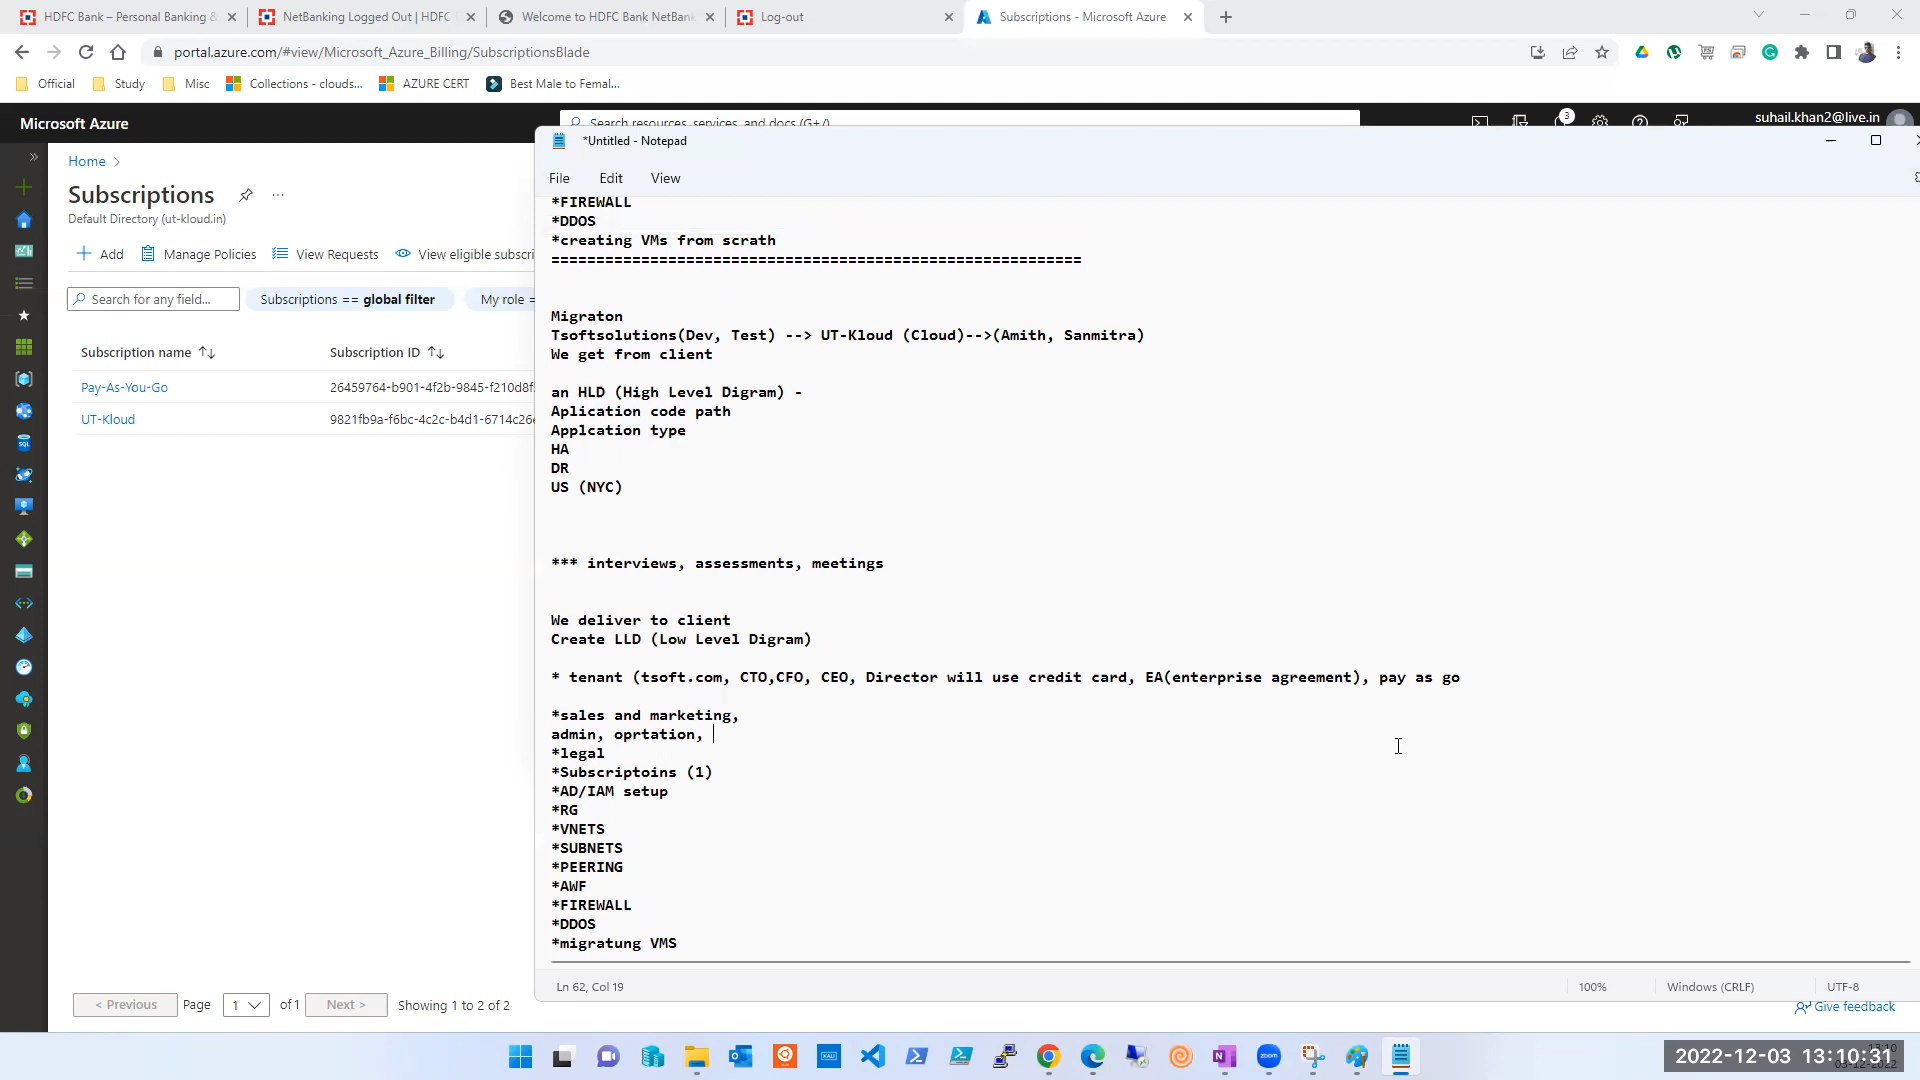 HDFC Bank – Personal Banking &
NetBanking Logged Out | HDFC
Welcome to HDFC Bank NetBank
Log-out
Subscriptions - Microsoft Azure
portal.azure.com/#view/Microsoft_Azure_Billing/SubscriptionsBlade
Official
Study
Misc
Collections - clouds...
AZURE CERT
Best Male to Femal...
Microsoft Azure
Search resources, services, and docs (G+/)
3
suhail.khan2@live.in
Home
Subscriptions
Default Directory (ut-kloud.in)
Add
Manage Policies
View Requests
View eligible subscri
Search for any field...
Subscriptions == global filter
My role =
Subscription name
Subscription ID
Pay-As-You-Go
26459764-b901-4f2b-9845-f210d8f
UT-Kloud
9821fb9a-f6bc-4c2c-b4d1-6714c26
< Previous
Page
1
of 1
Next >
Showing 1 to 2 of 2
*Untitled - Notepad
File
Edit
View
*FIREWALL
*DDOS
*creating VMs from scrath
===========================================================
Migraton
Tsoftsolutions(Dev, Test) --> UT-Kloud (Cloud)-->(Amith, Sanmitra)
We get from client
an HLD (High Level Digram) -
Aplication code path
Applcation type
HA
DR
US (NYC)
*** interviews, assessments, meetings
We deliver to client
Create LLD (Low Level Digram)
* tenant (tsoft.com, CTO,CFO, CEO, Director will use credit card, EA(enterprise agreement), pay as go
*sales and marketing,
admin, oprtation,
*legal
*Subscriptoins (1)
*AD/IAM setup
*RG
*VNETS
*SUBNETS
*PEERING
*AWF
*FIREWALL
*DDOS
*migratung VMS
Ln 62, Col 19
100%
Windows (CRLF)
UTF-8
Give feedback
2022-12-03 13:10:31